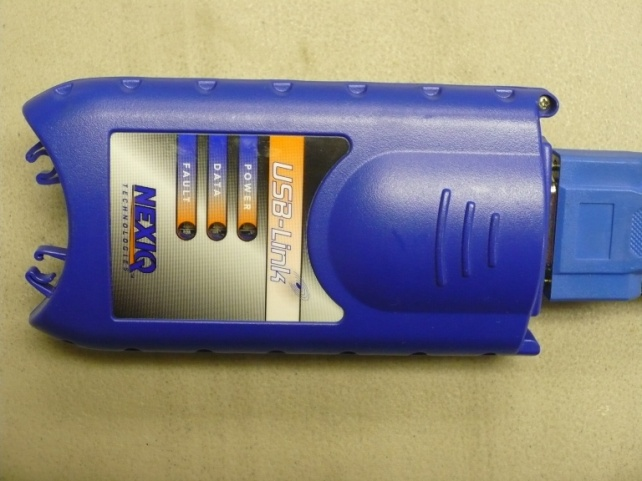 USB-Link
POWER
DATA
FAULT
NEXIQ
TECHNOLOGIES